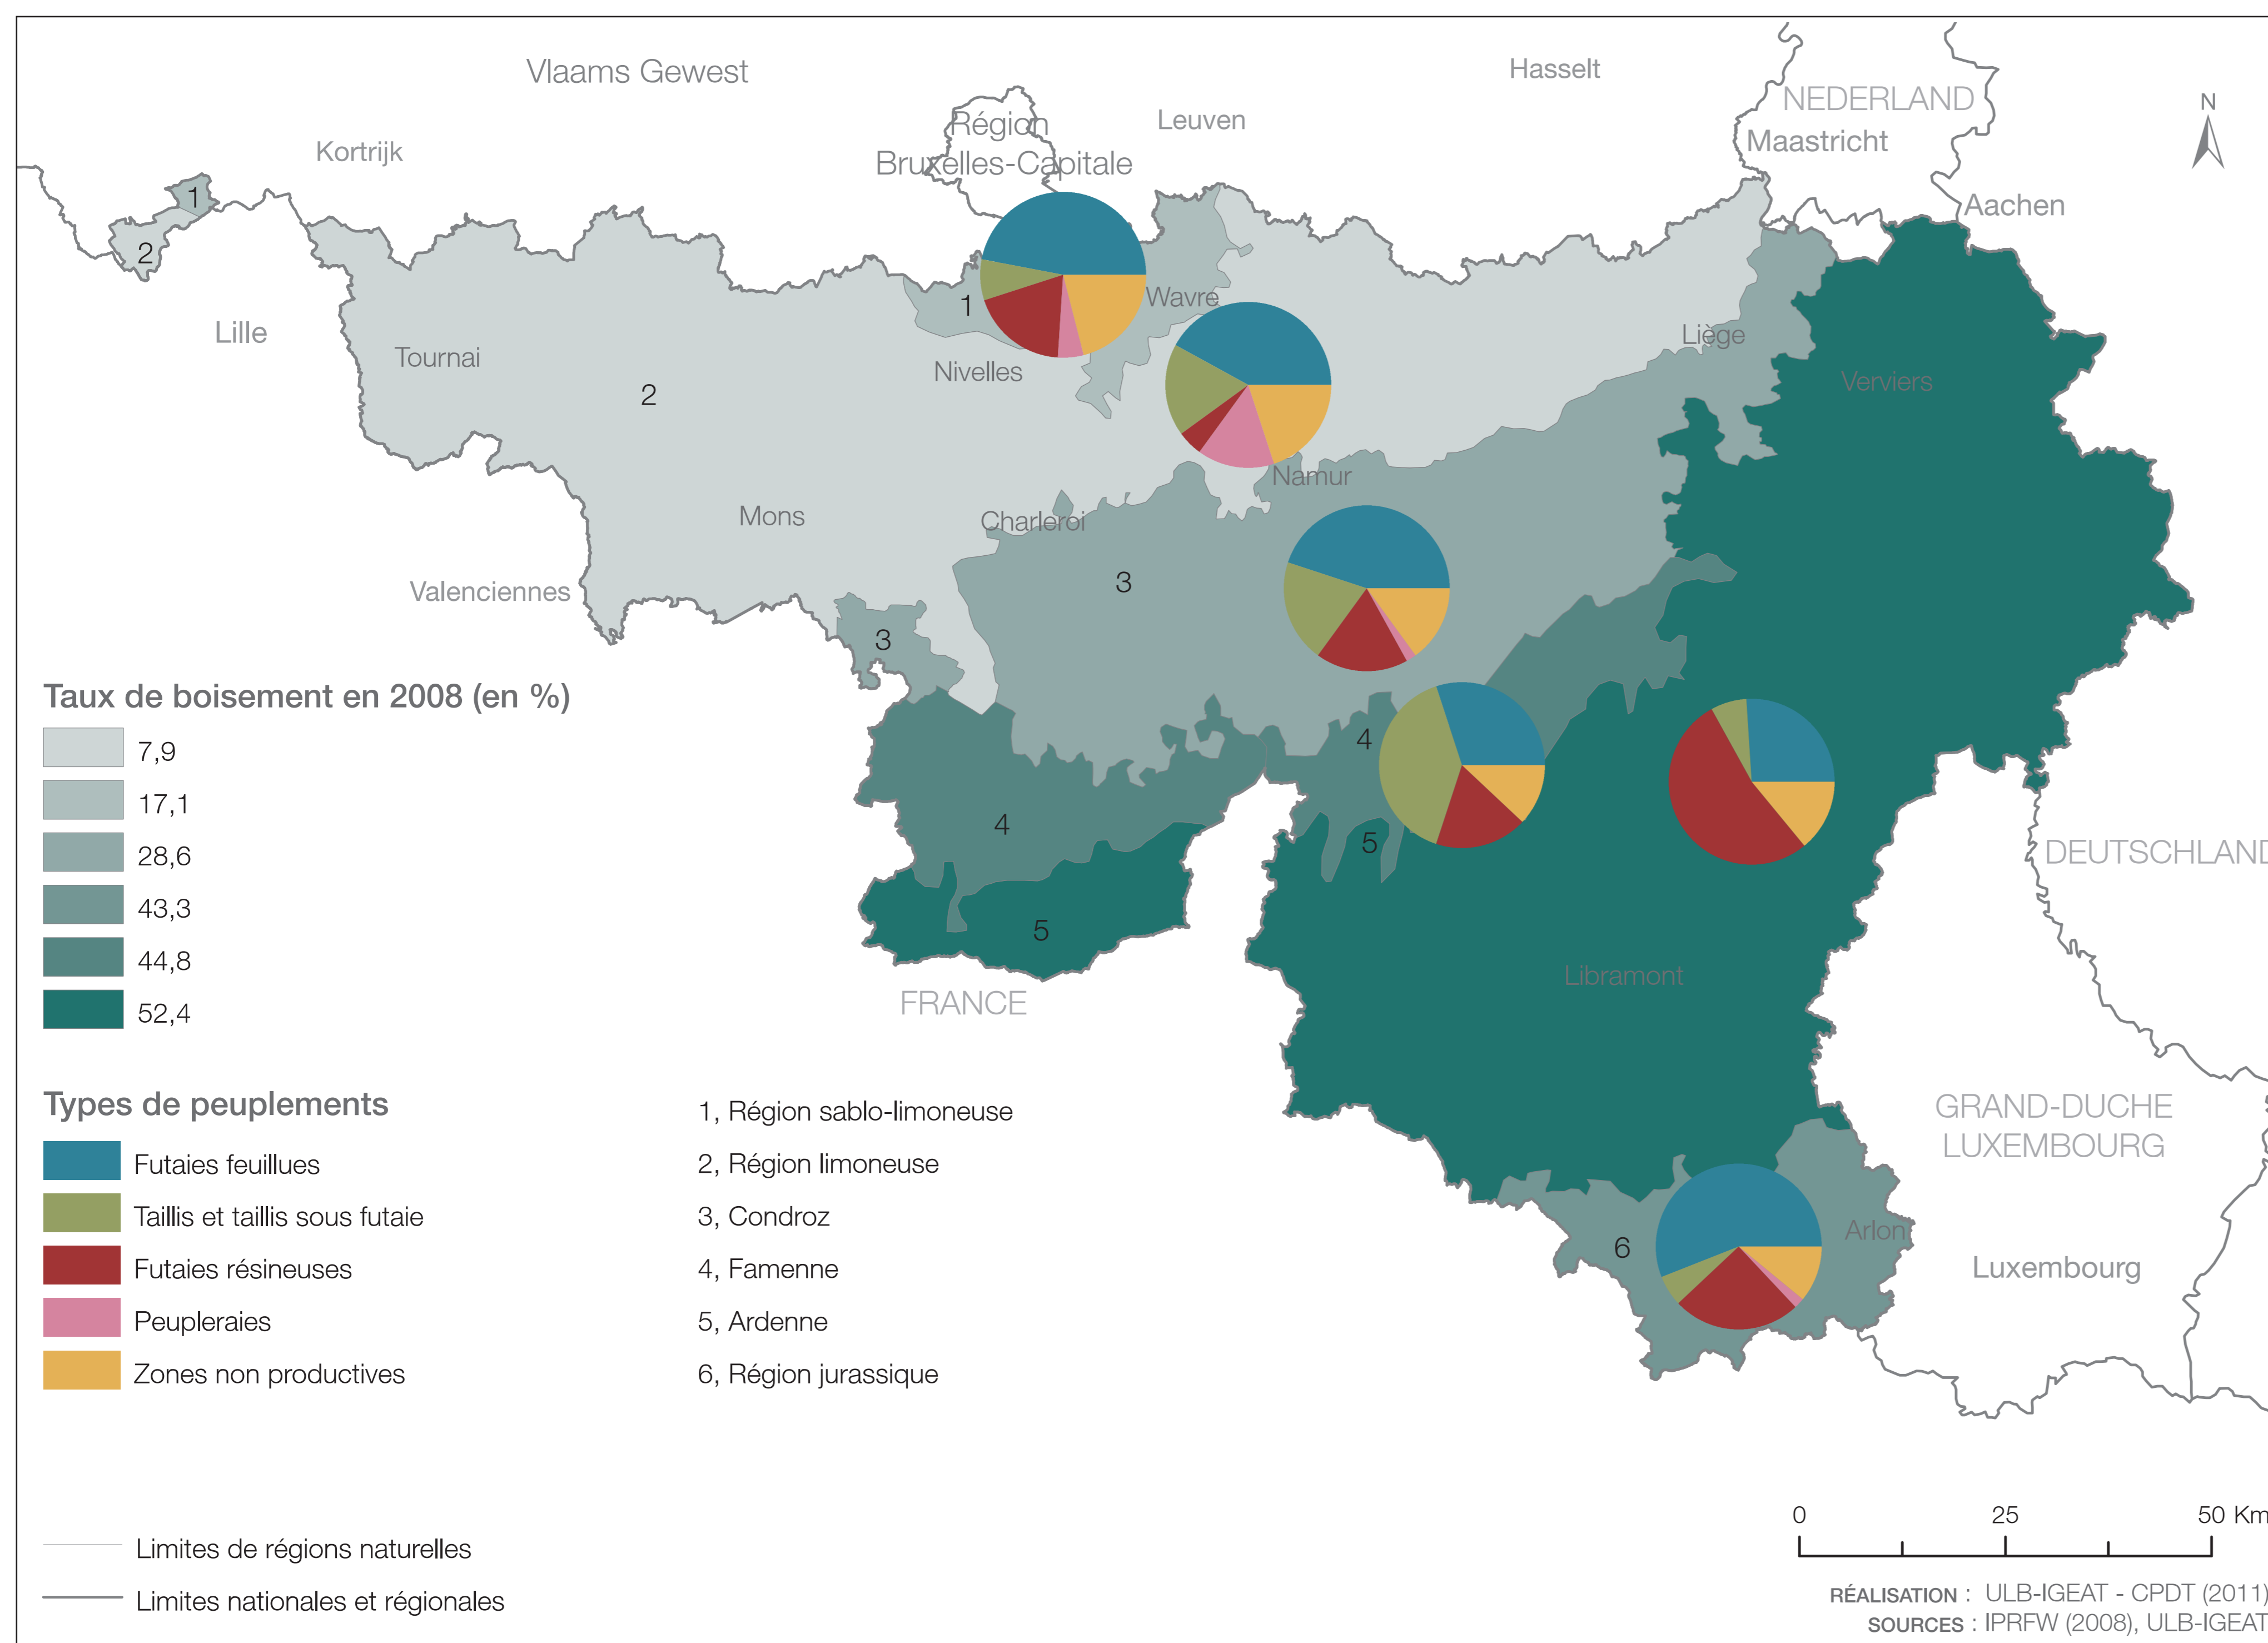 Vlaams Gewest
Hasselt
NEDERLAND
N
Région
Bruxelles-Capitale
Leuven
Maastricht
Kortrijk
Aachen
1
2
Lille
Tournai
2
1
Wavre
Nivelles
Liège
Verviers
Namur
Mons
Charleroi
Valenciennes
3
3
4
4
5
5
DEUTSCHLAND
FRANCE
Libramont
GRAND-DUCHE
LUXEMBOURG
6
Arlon
Luxembourg
Taux de boisement en 2008 (en %)
7,9
17,1
28,6
43,3
44,8
52,4
Types de peuplements
Futaies feuillues
Taillis et taillis sous futaie
Futaies résineuses
Peupleraies
Zones non productives
1, Région sablo-limoneuse
2, Région limoneuse
3, Condroz
4, Famenne
5, Ardenne
6, Région jurassique
Limites de régions naturelles
Limites nationales et régionales
0 25 50 Km
RÉALISATION : ULB-IGEAT - CPDT (2011)
SOURCES : IPRFW (2008), ULB-IGEAT